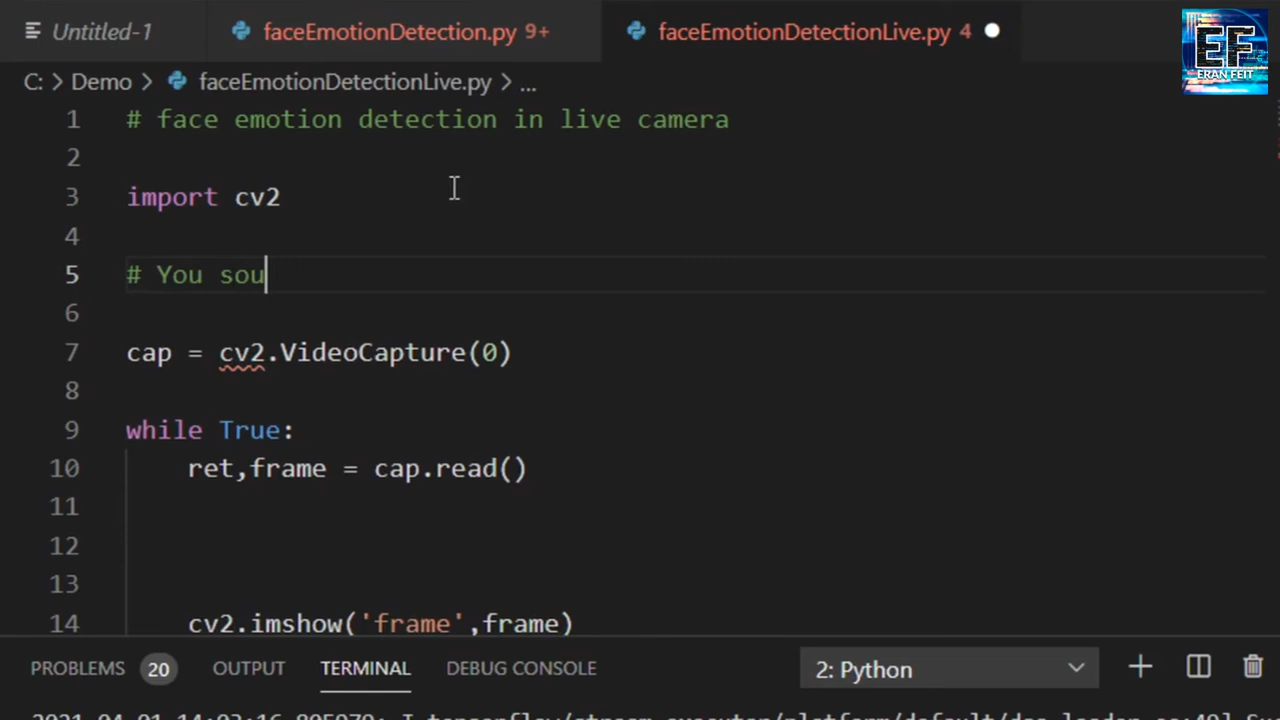 Untitled-1 faceEmotionDetection.py 9+ faceEmotionDetectionLive.py 4
EF
ERAN FEIT
C: > Demo > faceEmotionDetectionLive.py > ...
1 # face emotion detection in live camera
2
3 import cv2
4
5 # You sou
6
7 cap = cv2.VideoCapture(0)
8
9 while True:
10 ret,frame = cap.read()
11
12
13
14 cv2.imshow('frame',frame)
PROBLEMS 20 OUTPUT TERMINAL DEBUG CONSOLE 2: Python